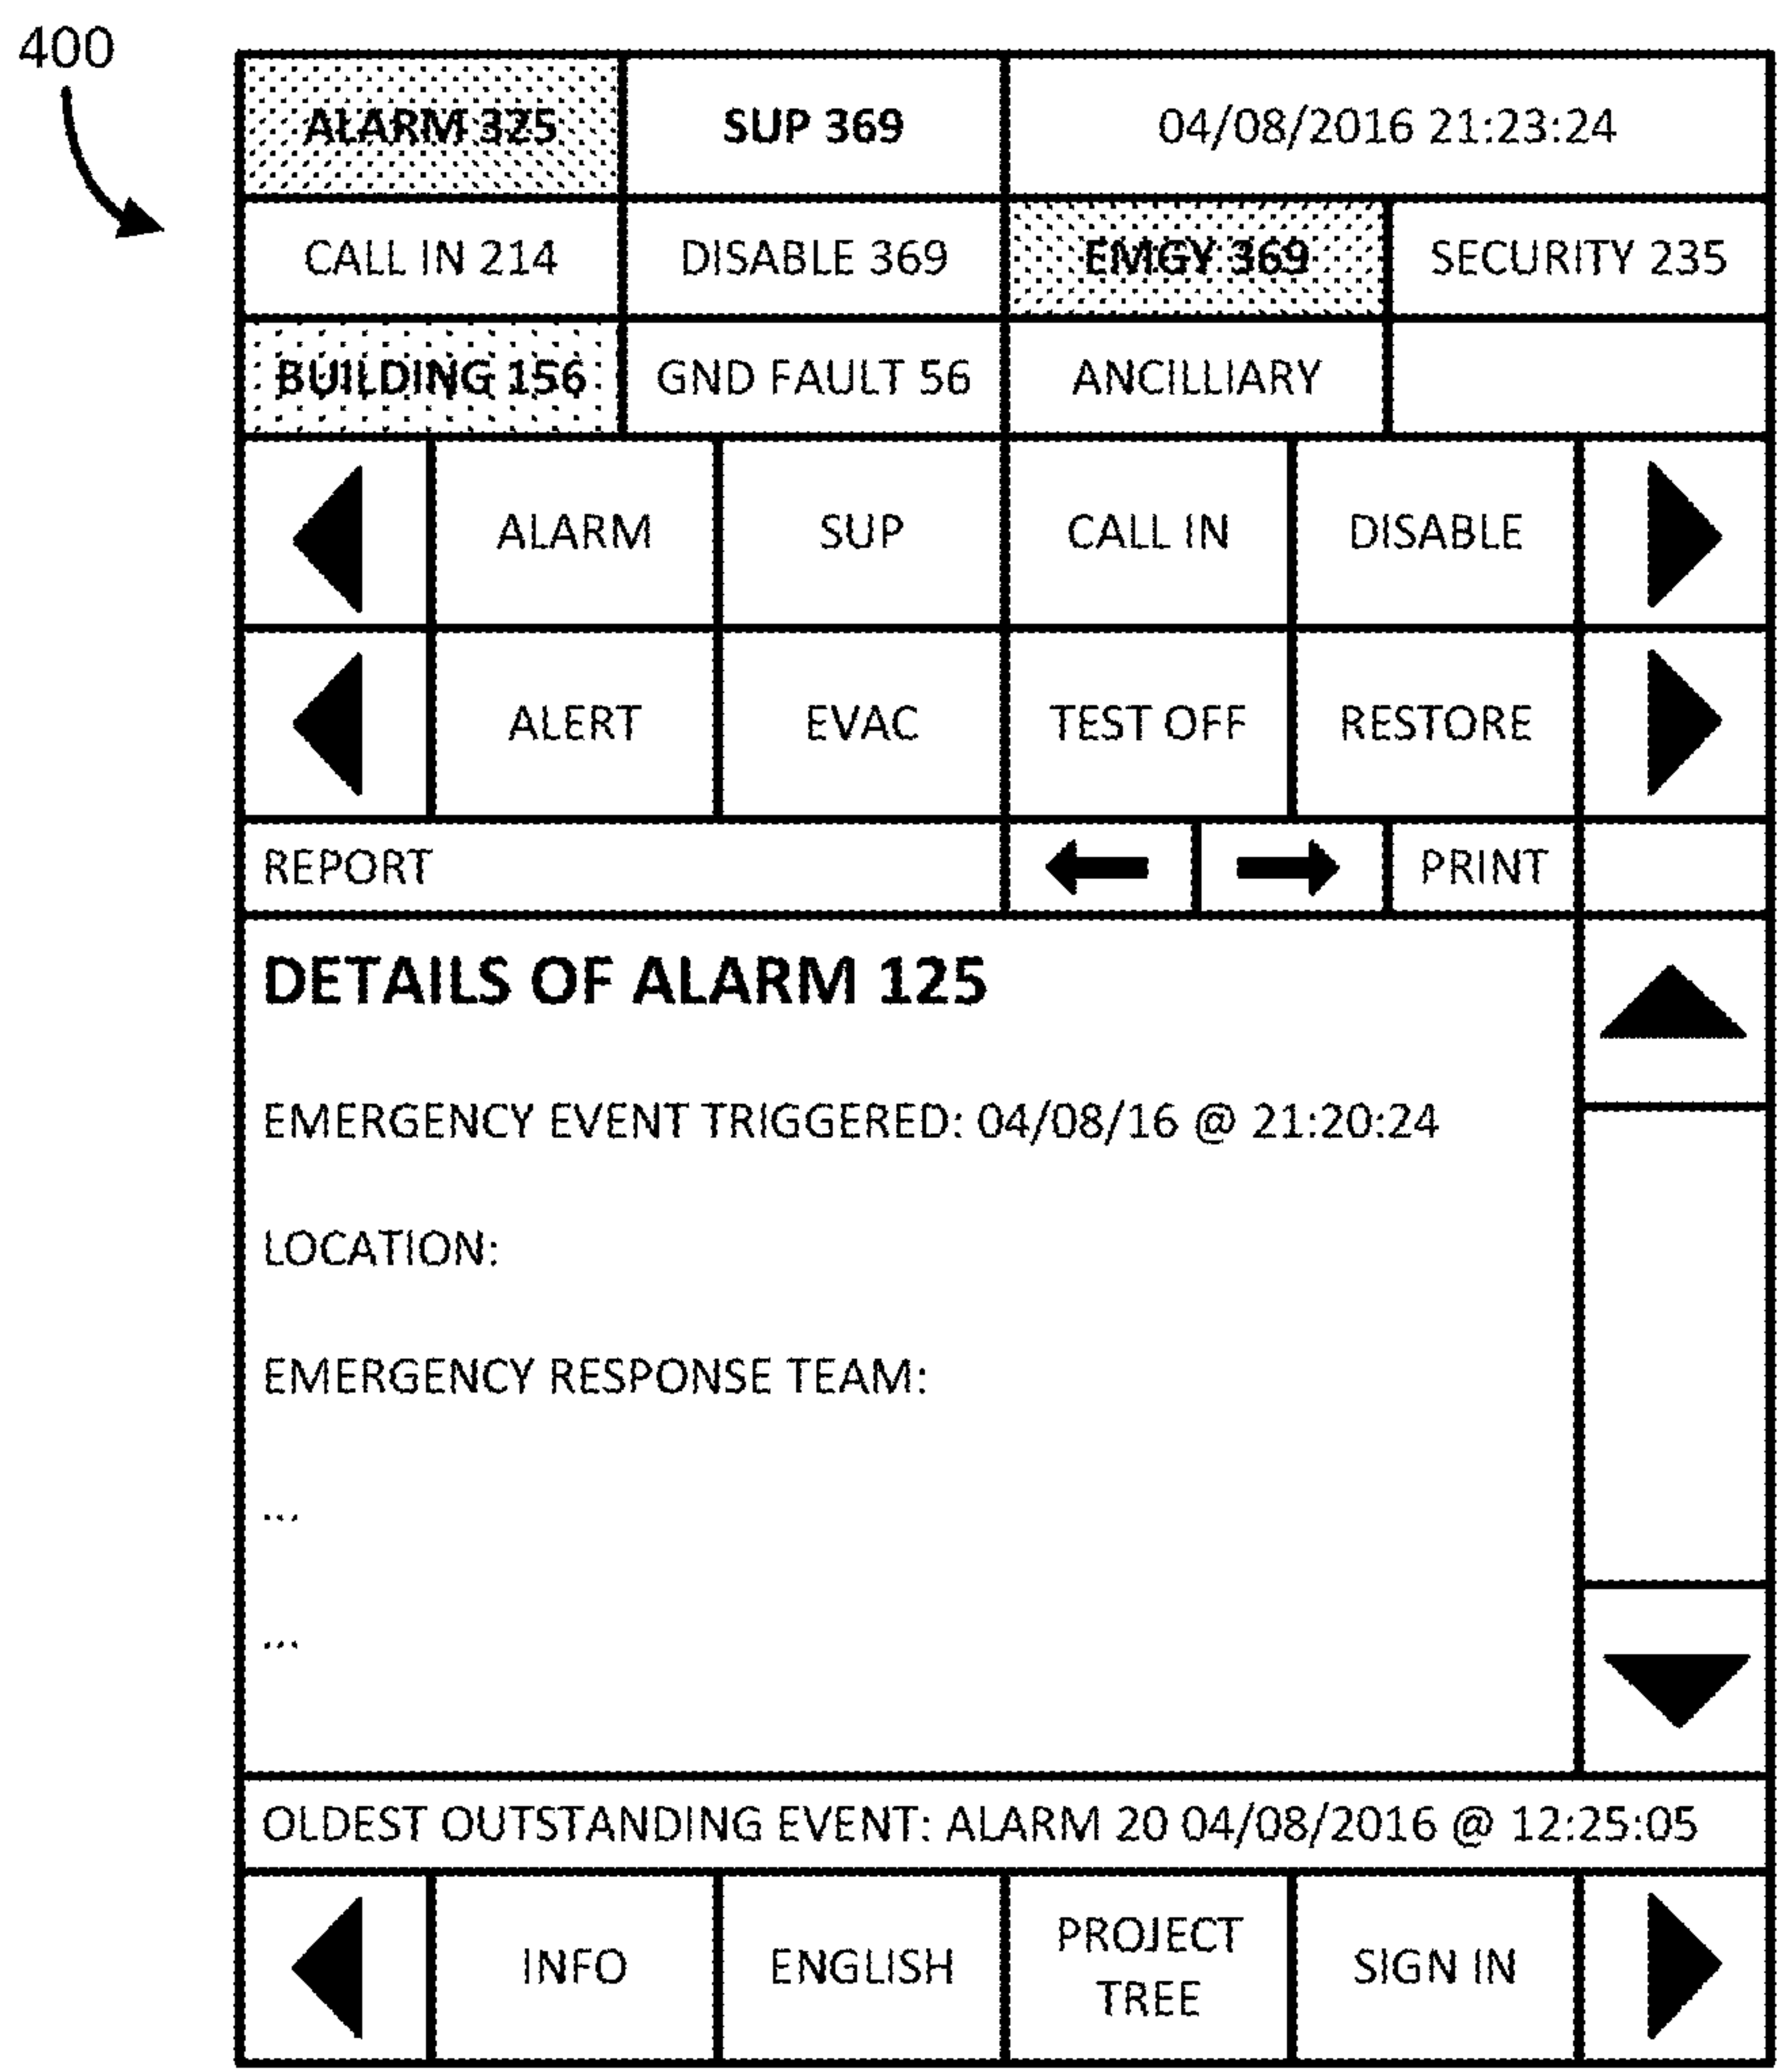 400
ALARM 325 SUP 369 04/08/2016 21:23:24
CALL IN 214 DISABLE 369 EMGY 369 SECURITY 235
BUILDING 156 GND FAULT 56 ANCILLIARY
ALARM SUP CALL IN DISABLE
ALERT EVAC TEST OFF RESTORE
REPORT PRINT
DETAILS OF ALARM 125
EMERGENCY EVENT TRIGGERED: 04/08/16 @ 21:20:24
LOCATION:
EMERGENCY RESPONSE TEAM:
...
...
OLDEST OUTSTANDING EVENT: ALARM 20 04/08/2016 @ 12:25:05
INFO ENGLISH PROJECT TREE SIGN IN